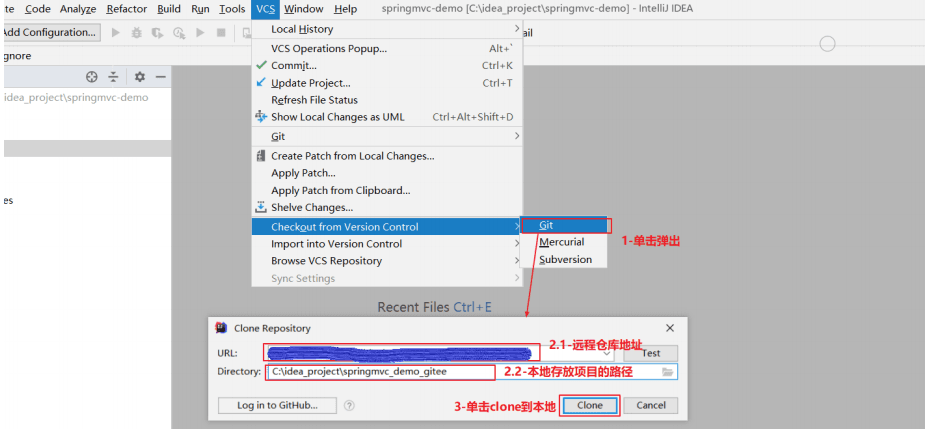 te Code Analyze Refactor Build Run Tools VCS Window Help springmvc-demo [C:\idea_project\springmvc-demo] - IntelliJ IDEA
Add Configuration...
Local History
ail
gnore
VCS Operations Popup... Alt+`
Commit... Ctrl+K
Update Project... Ctrl+T
idea_project\springmvc-demo
Refresh File Status
Show Local Changes as UML Ctrl+Alt+Shift+D
Git
Create Patch from Local Changes...
Apply Patch...
Apply Patch from Clipboard...
es
Shelve Changes...
Checkout from Version Control
Git
1-单击弹出
Import into Version Control
Mercurial
Browse VCS Repository
Subversion
Sync Settings
Recent Files Ctrl+E
Clone Repository
2.1-远程仓库地址
URL:
Test
Directory: C:\idea_project\springmvc_demo_gitee
2.2-本地存放项目的路径
Log in to GitHub...
?
3-单击clone到本地
Clone
Cancel